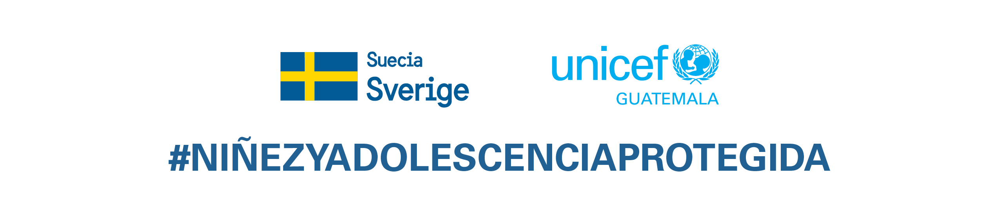 Suecia
Sverige
unicef
GUATEMALA
#NIÑEZYADOLESCENCIAPROTEGIDA